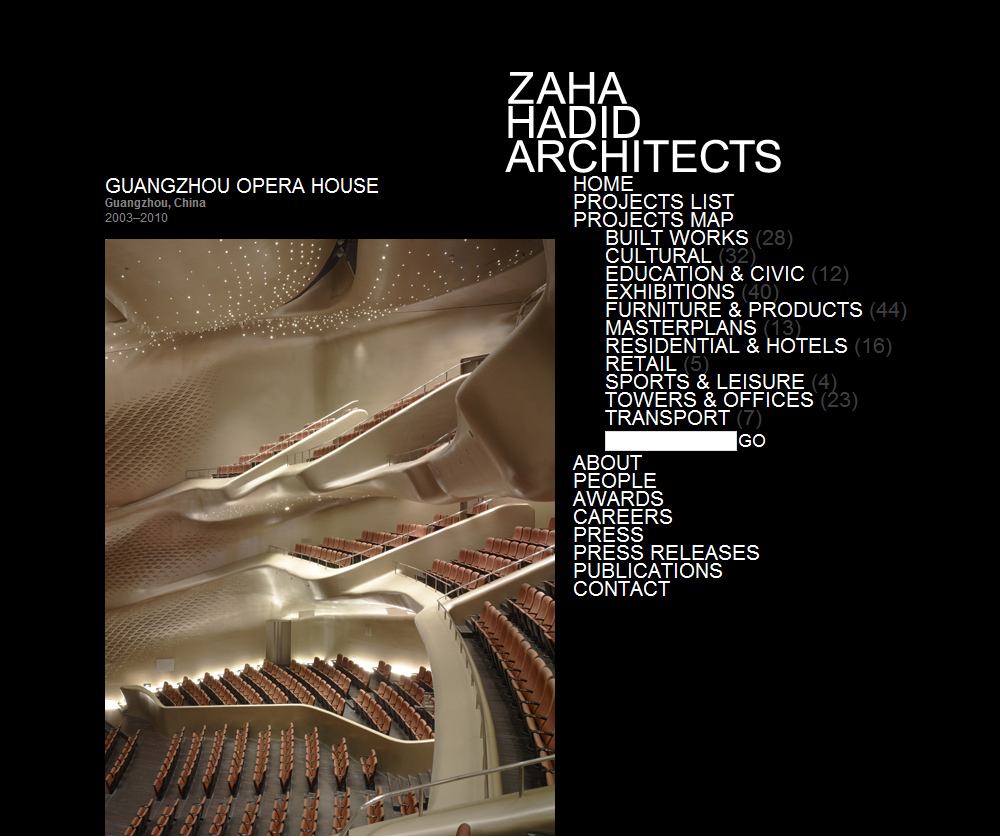 ZAHA
HADID
ARCHITECTS
GUANGZHOU OPERA HOUSE
Guangzhou, China
2003–2010
HOME
PROJECTS LIST
PROJECTS MAP
BUILT WORKS (28)
CULTURAL (32)
EDUCATION & CIVIC (12)
EXHIBITIONS (40)
FURNITURE & PRODUCTS (44)
MASTERPLANS (13)
RESIDENTIAL & HOTELS (16)
RETAIL (5)
SPORTS & LEISURE (4)
TOWERS & OFFICES (23)
TRANSPORT (7)
GO
ABOUT
PEOPLE
AWARDS
CAREERS
PRESS
PRESS RELEASES
PUBLICATIONS
CONTACT